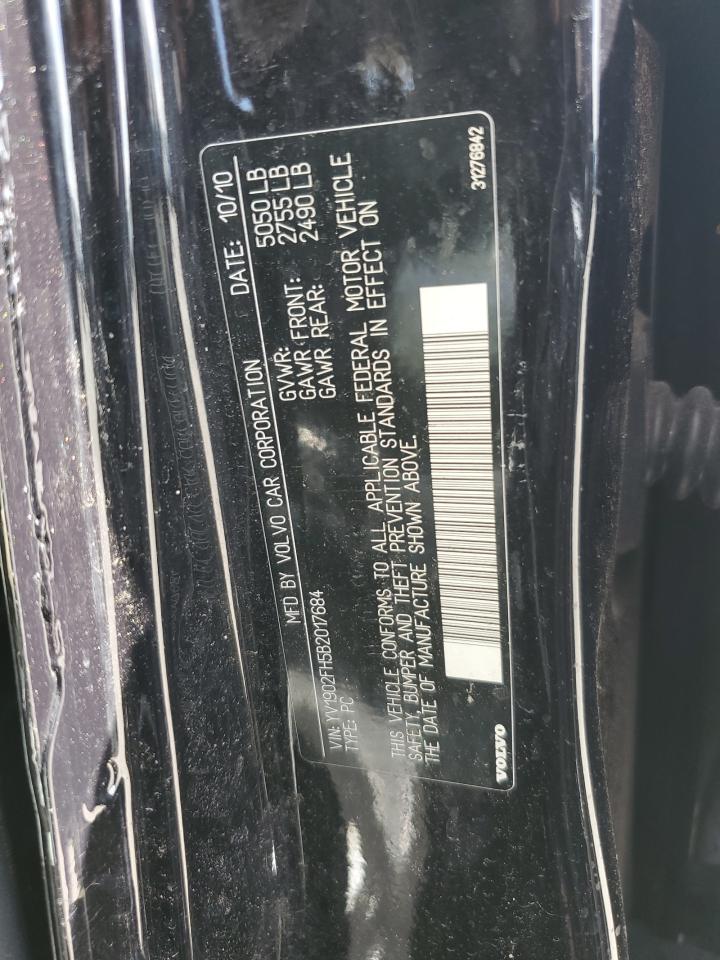 MFD BY VOLVO CAR CORPORATION DATE: 10/10
GVWR: 5050 LB
GAWR FRONT: 2755 LB
GAWR REAR: 2490 LB
VIN: YV1902FH5B2017684
TYPE: PC
THIS VEHICLE CONFORMS TO ALL APPLICABLE FEDERAL MOTOR VEHICLE
SAFETY, BUMPER AND THEFT PREVENTION STANDARDS IN EFFECT ON
THE DATE OF MANUFACTURE SHOWN ABOVE.
VOLVO 31276842